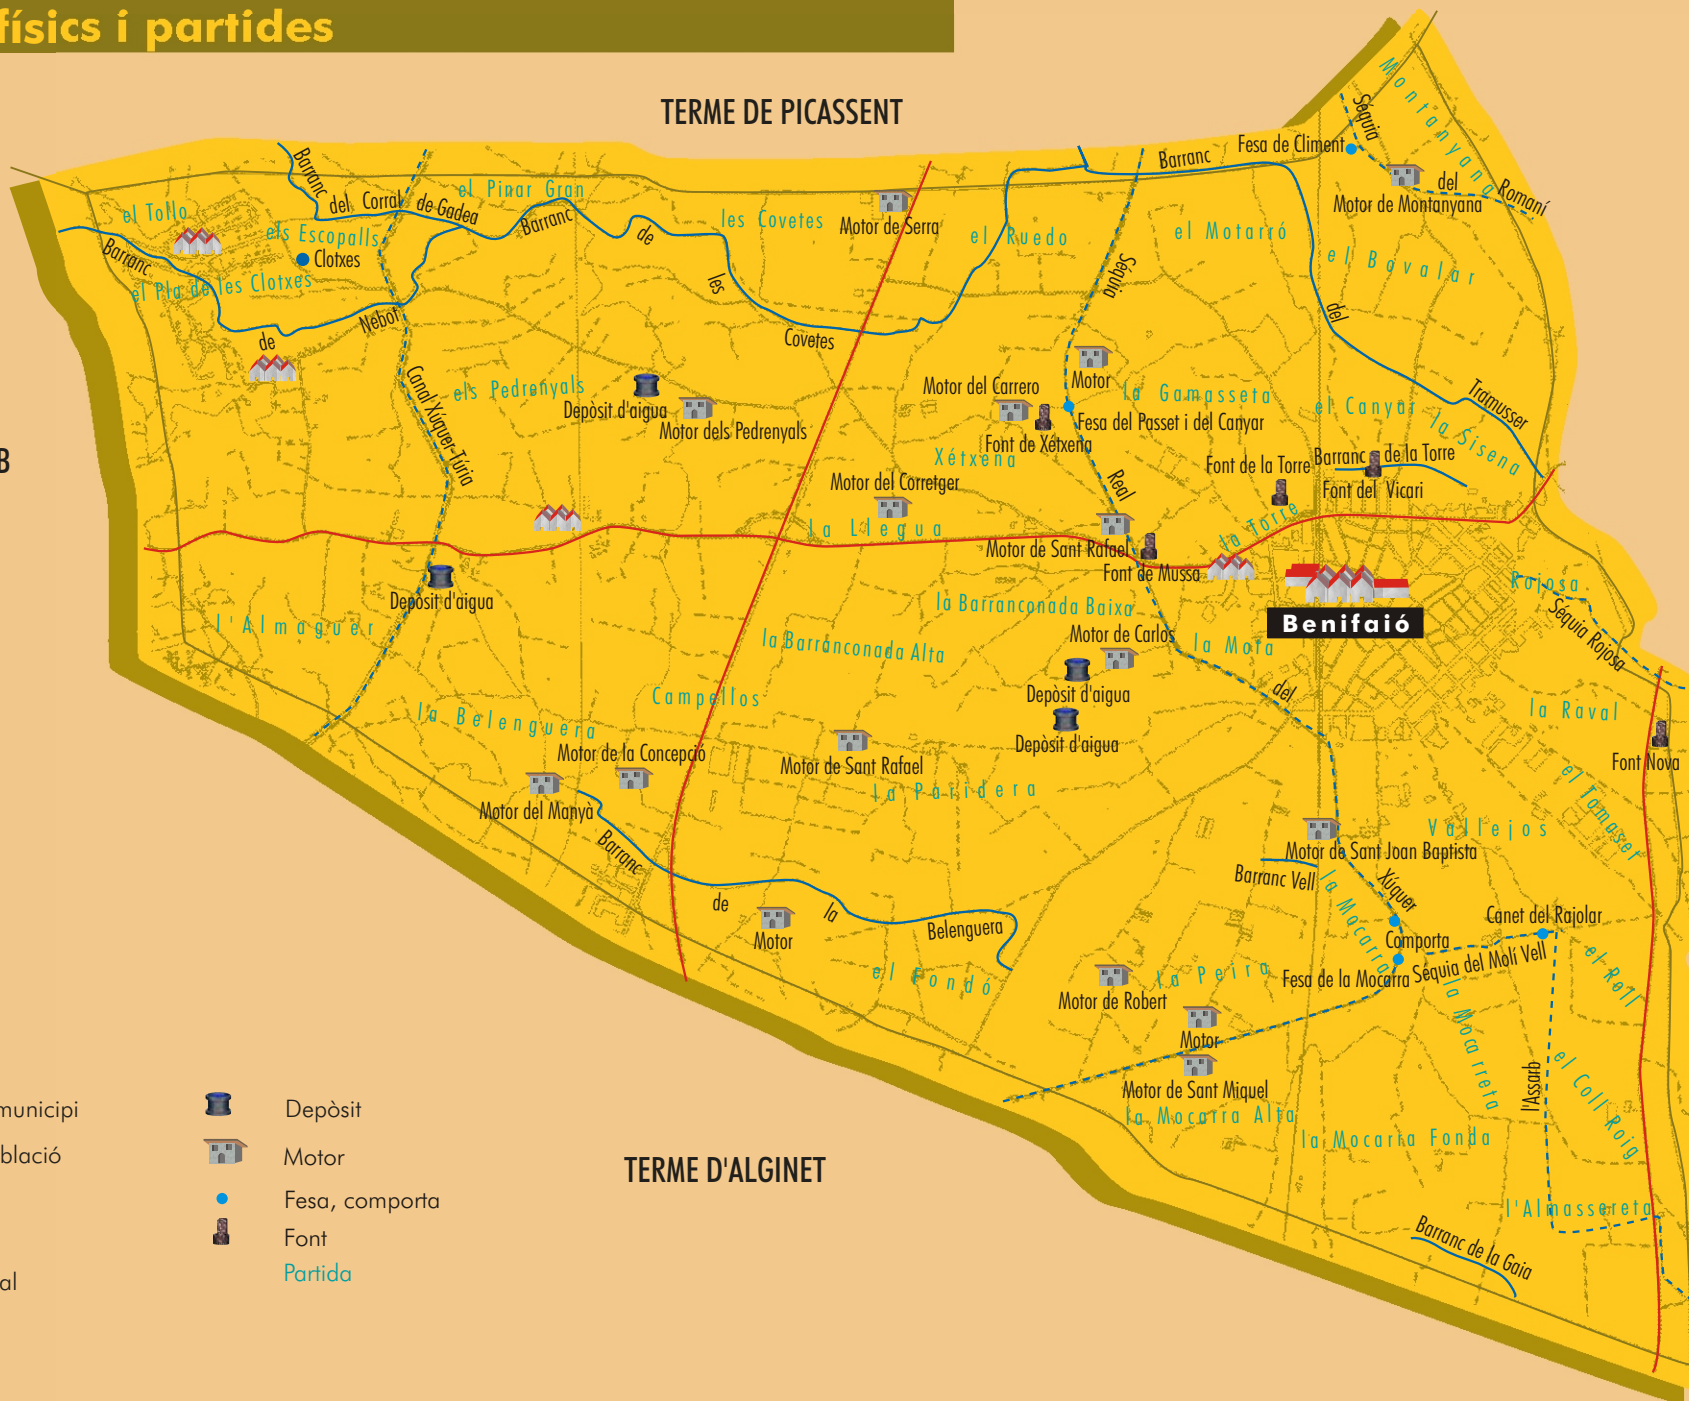 físics i partides
TERME DE PICASSENT
B
Montanyana
Séquia del Romaní
Fesa de Climent
Motor de Montanyana
Barranc del Corral de Gadea
el Pinar Gran
el Tollo
els Escopalls
Clotxes
el Pla de les Clotxes
Barranc de Nebot
Barranc de les Covetes
les Covetes
Motor de Serra
el Ruedo
Séquia Real del Xúquer
Barranc del Tramusser
el Motarró
el Bovalar
Canal Xúquer-Túria
els Pedrenyals
Depòsit d'aigua
Motor dels Pedrenyals
Motor del Carrero
Motor
la Gamasseta
Fesa del Passet i del Canyar
Font de Xétxena
Xétxena
el Canyar
la Sisena
Barranc de la Torre
Font de la Torre
Font del Vicari
Motor del Corretger
la Llegua
la Torre
Motor de Sant Rafael
Font de Mussa
Depòsit d'aigua
l'Almaguer
la Barranconada Baixa
la Barranconada Alta
Motor de Carlos
la Mota
Benifaió
Rojosa
Séquia Rojosa
Depòsit d'aigua
Depòsit d'aigua
Campellos
la Belenguera
Motor de la Concepció
Motor del Manyà
Motor de Sant Rafael
la Paridera
la Raval
Font Nova
el Tamaset
Vallejos
Motor de Sant Joan Baptista
Barranc Vell
Barranc de la Belenguera
Motor
la Mocarra
Comporta
Canet del Rajolar
Fesa de la Mocarra
Séquia del Molí Vell
el Rell
el Fondó
la Peira
Motor de Robert
Motor
Motor de Sant Miquel
la Mocarreta
l'Assarb
el Coll Roig
la Mocarra Alta
la Mocarra Fonda
l'Almassereta
Barranc de la Gaia
TERME D'ALGINET
municipi
blació
al
Depòsit
Motor
Fesa, comporta
Font
Partida